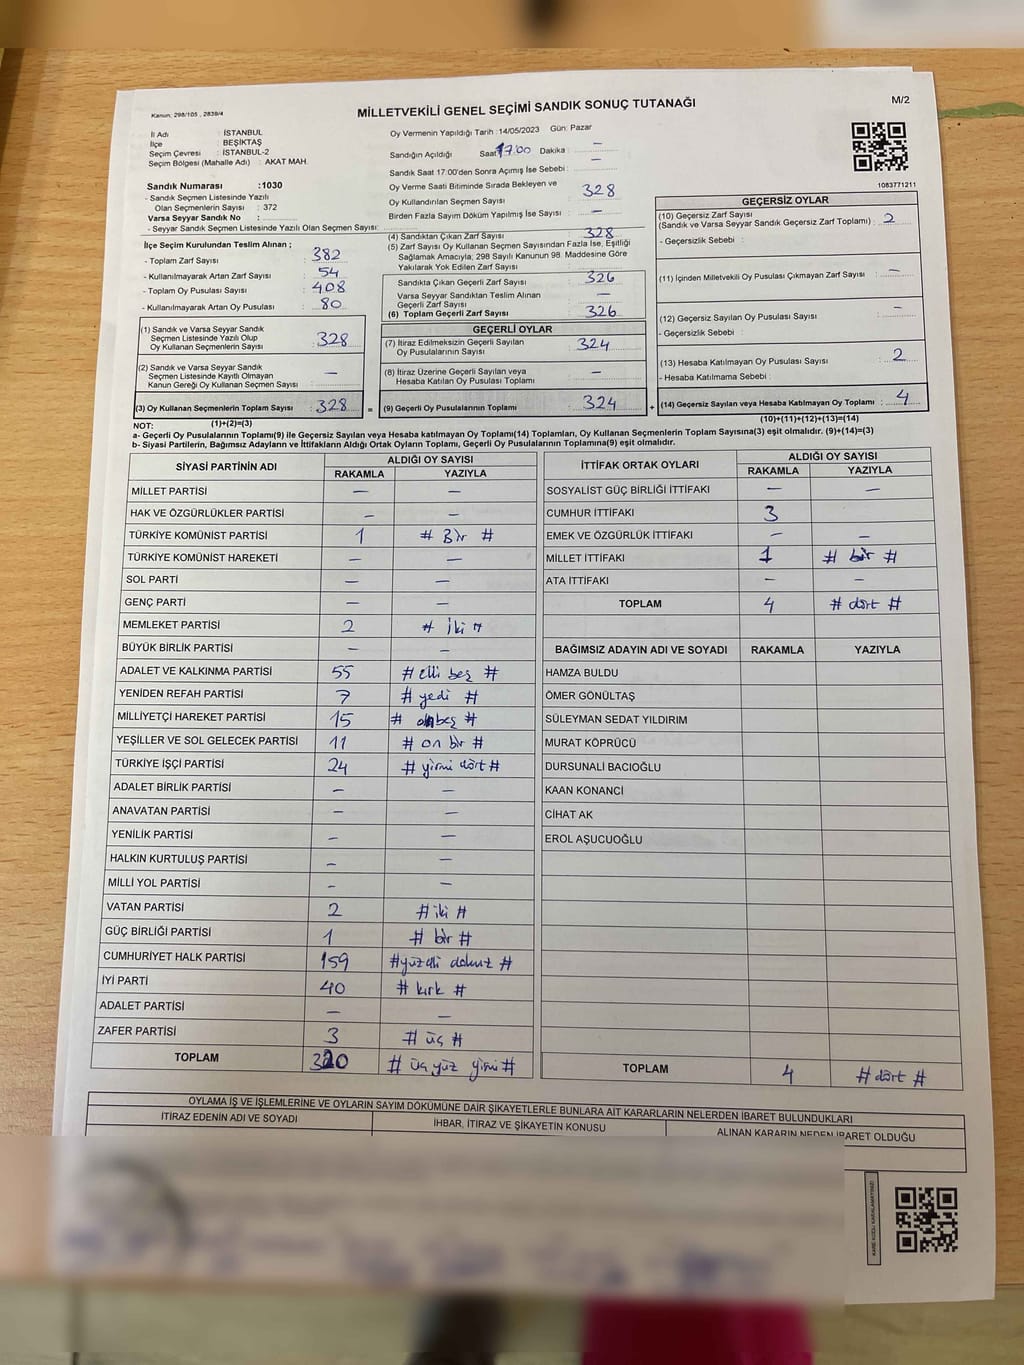 Kanun; 298/105 , 2839/4
MİLLETVEKİLİ GENEL SEÇİMİ SANDIK SONUÇ TUTANAĞI
M/2
İl Adı : İSTANBUL
İlçe : BEŞİKTAŞ
Seçim Çevresi : İSTANBUL-2
Seçim Bölgesi (Mahalle Adı) : AKAT MAH.
Sandık Numarası :1030
- Sandık Seçmen Listesinde Yazılı
Olan Seçmenlerin Sayısı : 372
Varsa Seyyar Sandık No :
- Seyyar Sandık Seçmen Listesinde Yazılı Olan Seçmen Sayısı:
Oy Vermenin Yapıldığı Tarih :14/05/2023 Gün: Pazar
Sandığın Açıldığı Saat 17:00 Dakika : —
Sandık Saat 17:00'den Sonra Açımış İse Sebebi : —
Oy Verme Saati Bitiminde Sırada Bekleyen ve
Oy Kullandırılan Seçmen Sayısı : 328
Birden Fazla Sayım Döküm Yapılmış İse Sayısı : —
1083771211
İlçe Seçim Kurulundan Teslim Alınan ;
- Toplam Zarf Sayısı : 382
- Kullanılmayarak Artan Zarf Sayısı : 54
- Toplam Oy Pusulası Sayısı : 408
- Kullanılmayarak Artan Oy Pusulası : 80
(1) Sandık ve Varsa Seyyar Sandık
Seçmen Listesinde Yazılı Olup
Oy Kullanan Seçmenlerin Sayısı : 328
(2) Sandık ve Varsa Seyyar Sandık
Seçmen Listesinde Kayıtlı Olmayan
Kanun Gereği Oy Kullanan Seçmen Sayısı : —
(3) Oy Kullanan Seçmenlerin Toplam Sayısı : 328 =
(1)+(2)=(3)
(4) Sandıktan Çıkan Zarf Sayısı : 328
(5) Zarf Sayısı Oy Kullanan Seçmen Sayısından Fazla İse, Eşitliği
Sağlamak Amacıyla; 298 Sayılı Kanunun 98. Maddesine Göre
Yakılarak Yok Edilen Zarf Sayısı :
Sandıkta Çıkan Geçerli Zarf Sayısı : 326
Varsa Seyyar Sandıktan Teslim Alınan
Geçerli Zarf Sayısı : —
(6) Toplam Geçerli Zarf Sayısı : 326
GEÇERLİ OYLAR
(7) İtiraz Edilmeksizin Geçerli Sayılan
Oy Pusulalarının Sayısı : 324
(8) İtiraz Üzerine Geçerli Sayılan veya
Hesaba Katılan Oy Pusulası Toplamı : —
(9) Geçerli Oy Pusulalarının Toplamı : 324 +
GEÇERSİZ OYLAR
(10) Geçersiz Zarf Sayısı
(Sandık ve Varsa Seyyar Sandık Geçersiz Zarf Toplamı) : 2
- Geçersizlik Sebebi :
(11) İçinden Milletvekili Oy Pusulası Çıkmayan Zarf Sayısı : —
(12) Geçersiz Sayılan Oy Pusulası Sayısı : —
- Geçersizlik Sebebi :
(13) Hesaba Katılmayan Oy Pusulası Sayısı : 2
- Hesaba Katılmama Sebebi :
(14) Geçersiz Sayılan veya Hesaba Katılmayan Oy Toplamı : 4
(10)+(11)+(12)+(13)=(14)
NOT:
a- Geçerli Oy Pusulaları Toplamı(9) ile Geçersiz Sayılan veya Hesaba katılmayan Oy Toplamı(14) Toplamları, Oy Kullanan Seçmenlerin Toplam Sayısına(3) eşit olmalıdır. (9)+(14)=(3)
b- Siyasi Partilerin, Bağımsız Adayların ve İttifakların Aldığı Ortak Oyların Toplamı, Geçerli Oy Pusulalarının Toplamına(9) eşit olmalıdır.
SİYASİ PARTİNİN ADI ALDIĞI OY SAYISI
RAKAMLA YAZIYLA
MİLLET PARTİSİ — —
HAK VE ÖZGÜRLÜKLER PARTİSİ — —
TÜRKİYE KOMÜNİST PARTİSİ 1 # Bir #
TÜRKİYE KOMÜNİST HAREKETİ — —
SOL PARTİ — —
GENÇ PARTİ — —
MEMLEKET PARTİSİ 2 # İki #
BÜYÜK BİRLİK PARTİSİ — —
ADALET VE KALKINMA PARTİSİ 55 # elli beş #
YENİDEN REFAH PARTİSİ 7 # yedi #
MİLLİYETÇİ HAREKET PARTİSİ 15 # onbeş #
YEŞİLLER VE SOL GELECEK PARTİSİ 11 # on bir #
TÜRKİYE İŞÇİ PARTİSİ 24 # yirmi dört #
ADALET BİRLİK PARTİSİ — —
ANAVATAN PARTİSİ — —
YENİLİK PARTİSİ — —
HALKIN KURTULUŞ PARTİSİ — —
MİLLİ YOL PARTİSİ — —
VATAN PARTİSİ 2 # iki #
GÜÇ BİRLİĞİ PARTİSİ 1 # bir #
CUMHURİYET HALK PARTİSİ 159 # yüzelli dokuz #
İYİ PARTİ 40 # kırk #
ADALET PARTİSİ — —
ZAFER PARTİSİ 3 # üç #
TOPLAM 320 # üç yüz yirmi #
İTTİFAK ORTAK OYLARI ALDIĞI OY SAYISI
RAKAMLA YAZIYLA
SOSYALİST GÜÇ BİRLİĞİ İTTİFAKI — —
CUMHUR İTTİFAKI 3
EMEK VE ÖZGÜRLÜK İTTİFAKI — —
MİLLET İTTİFAKI 1 # bir #
ATA İTTİFAKI — —
TOPLAM 4 # dört #
BAĞIMSIZ ADAYIN ADI VE SOYADI RAKAMLA YAZIYLA
HAMZA BULDU
ÖMER GÖNÜLTAŞ
SÜLEYMAN SEDAT YILDIRIM
MURAT KÖPRÜCÜ
DURSUNALİ BACIOĞLU
KAAN KONANCİ
CİHAT AK
EROL AŞUCUOĞLU
TOPLAM 4 # dört #
OYLAMA İŞ VE İŞLEMLERİNE VE OYLARIN SAYIM DÖKÜMÜNE DAİR ŞİKAYETLERLE BUNLARA AİT KARARLARIN NELERDEN İBARET BULUNDUKLARI
İTİRAZ EDENİN ADI VE SOYADI İHBAR, İTİRAZ VE ŞİKAYETİN KONUSU ALINAN KARARIN NEDEN İBARET OLDUĞU
KARE KODU KARALAMAYINIZ!